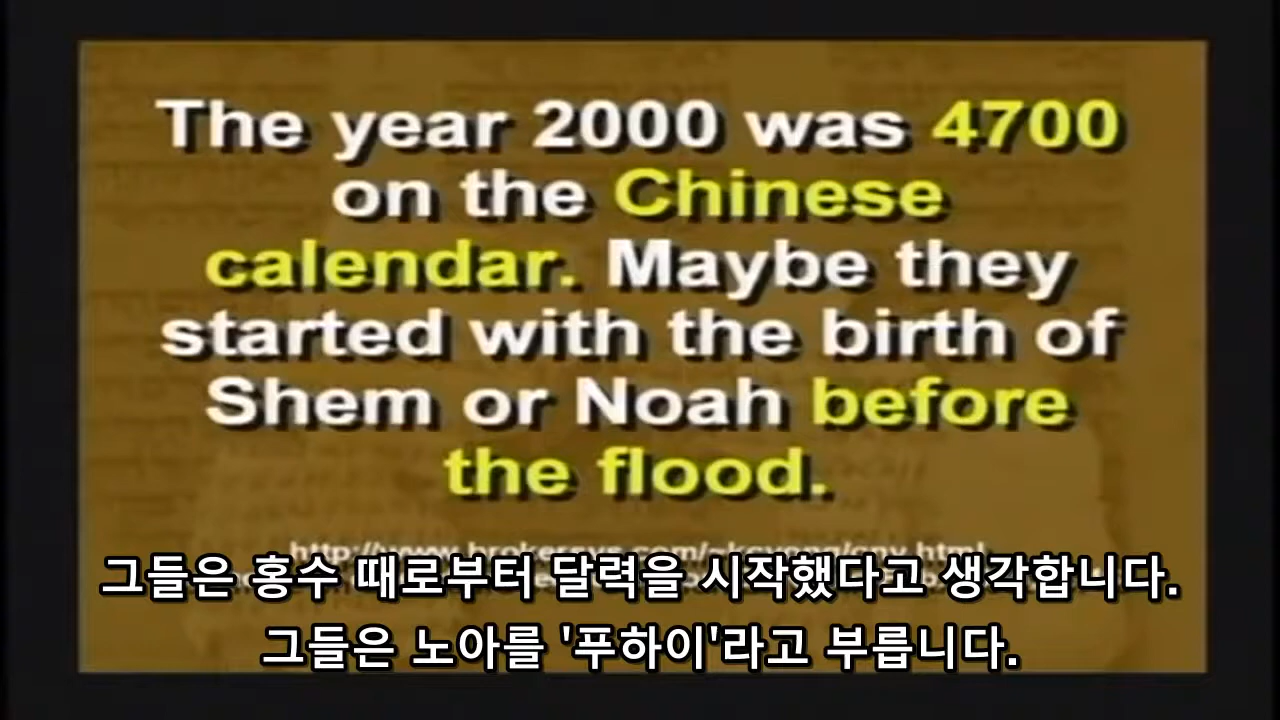 The year 2000 was 4700
on the Chinese
calendar. Maybe they
started with the birth of
Shem or Noah before
the flood.
그들은 홍수 때로부터 달력을 시작했다고 생각합니다.
그들은 노아를 '푸하이'라고 부릅니다.